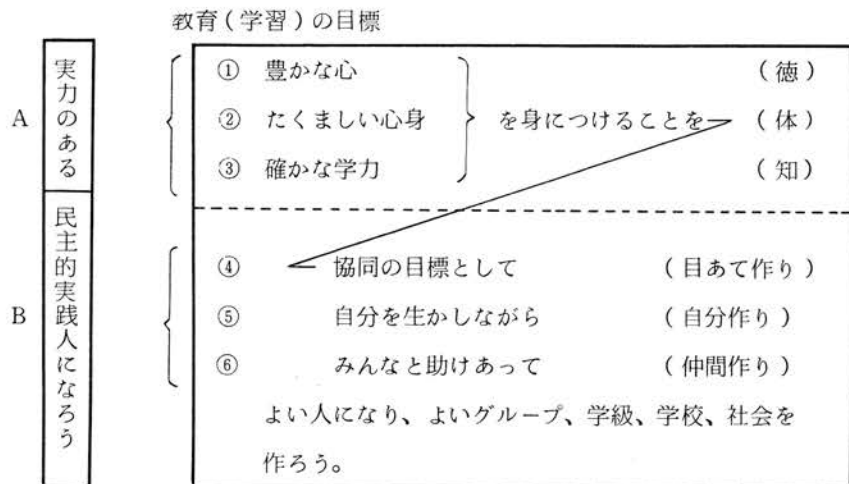 教育(学習)の目標
A 実力のある
① 豊かな心 (徳)
② たくましい心身 を身につけることを (体)
③ 確かな学力 (知)
B 民主的実践人になろう
④ 協同の目標として (目あて作り)
⑤ 自分を生かしながら (自分作り)
⑥ みんなと助けあって (仲間作り)
よい人になり、よいグループ、学級、学校、社会を
作ろう。